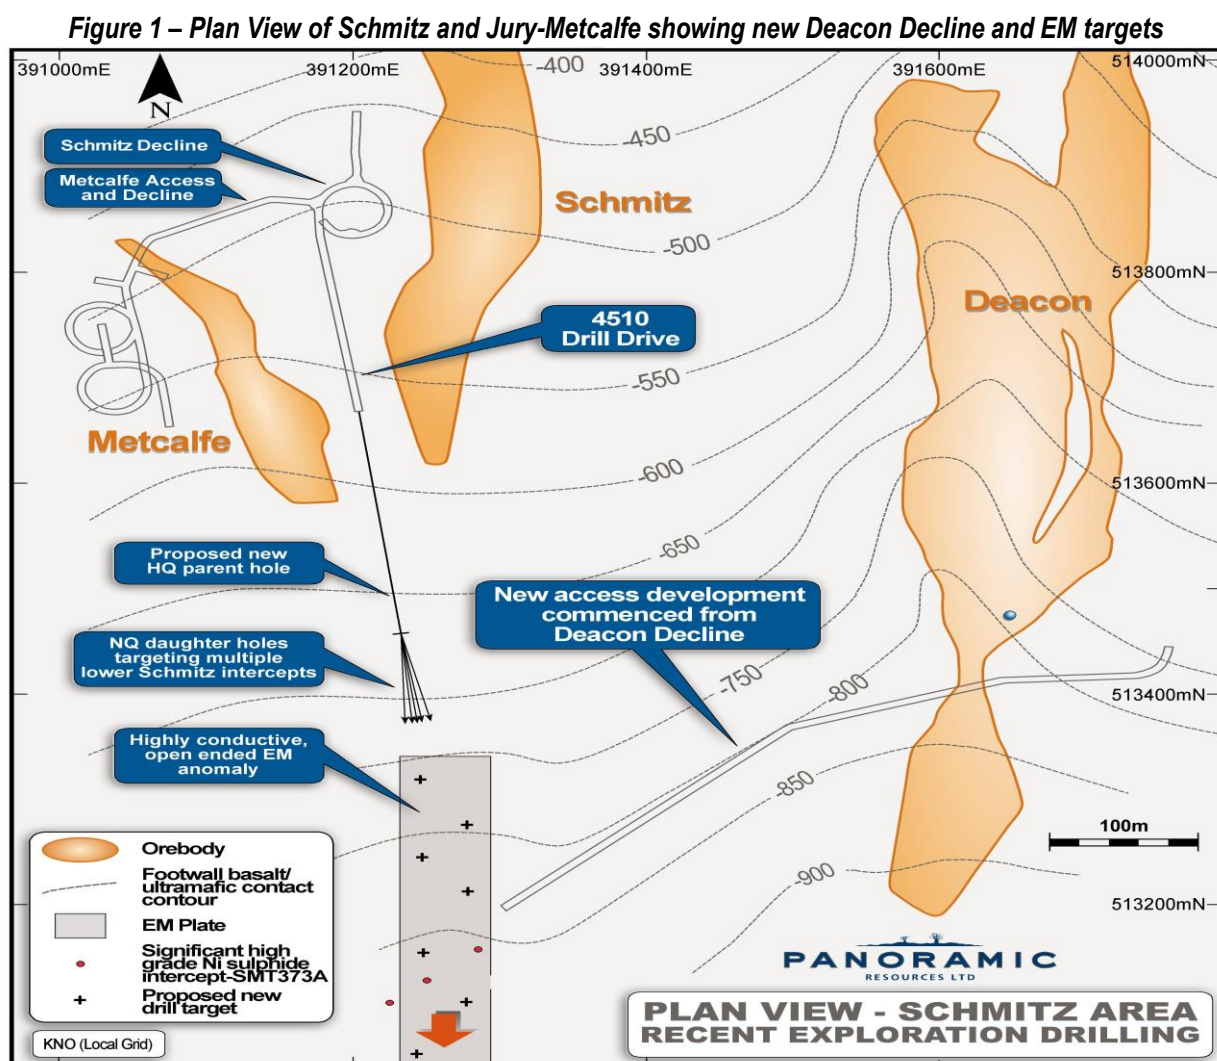 Figure 1 – Plan View of Schmitz and Jury-Metcalfe showing new Deacon Decline and EM targets
391000mE
391200mE
-400
391400mE
391600mE
514000mN
N
-450
Schmitz Decline
Metcalfe Access
and Decline
Schmitz
-500
513800mN
Deacon
4510
Drill Drive
-550
Metcalfe
-600
513600mN
-650
Proposed new
HQ parent hole
New access development
commenced from
Deacon Decline
NQ daughter holes
targeting multiple
lower Schmitz intercepts
-750
-800
513400mN
Highly conductive,
open ended EM
anomaly
-850
100m
Orebody
Footwall basalt/
ultramafic contact
contour
EM Plate
Significant high
grade Ni sulphide
intercept-SMT373A
Proposed new
drill target
-900
513200mN
PANORAMIC
RESOURCES LTD
PLAN VIEW - SCHMITZ AREA
RECENT EXPLORATION DRILLING
KNO (Local Grid)